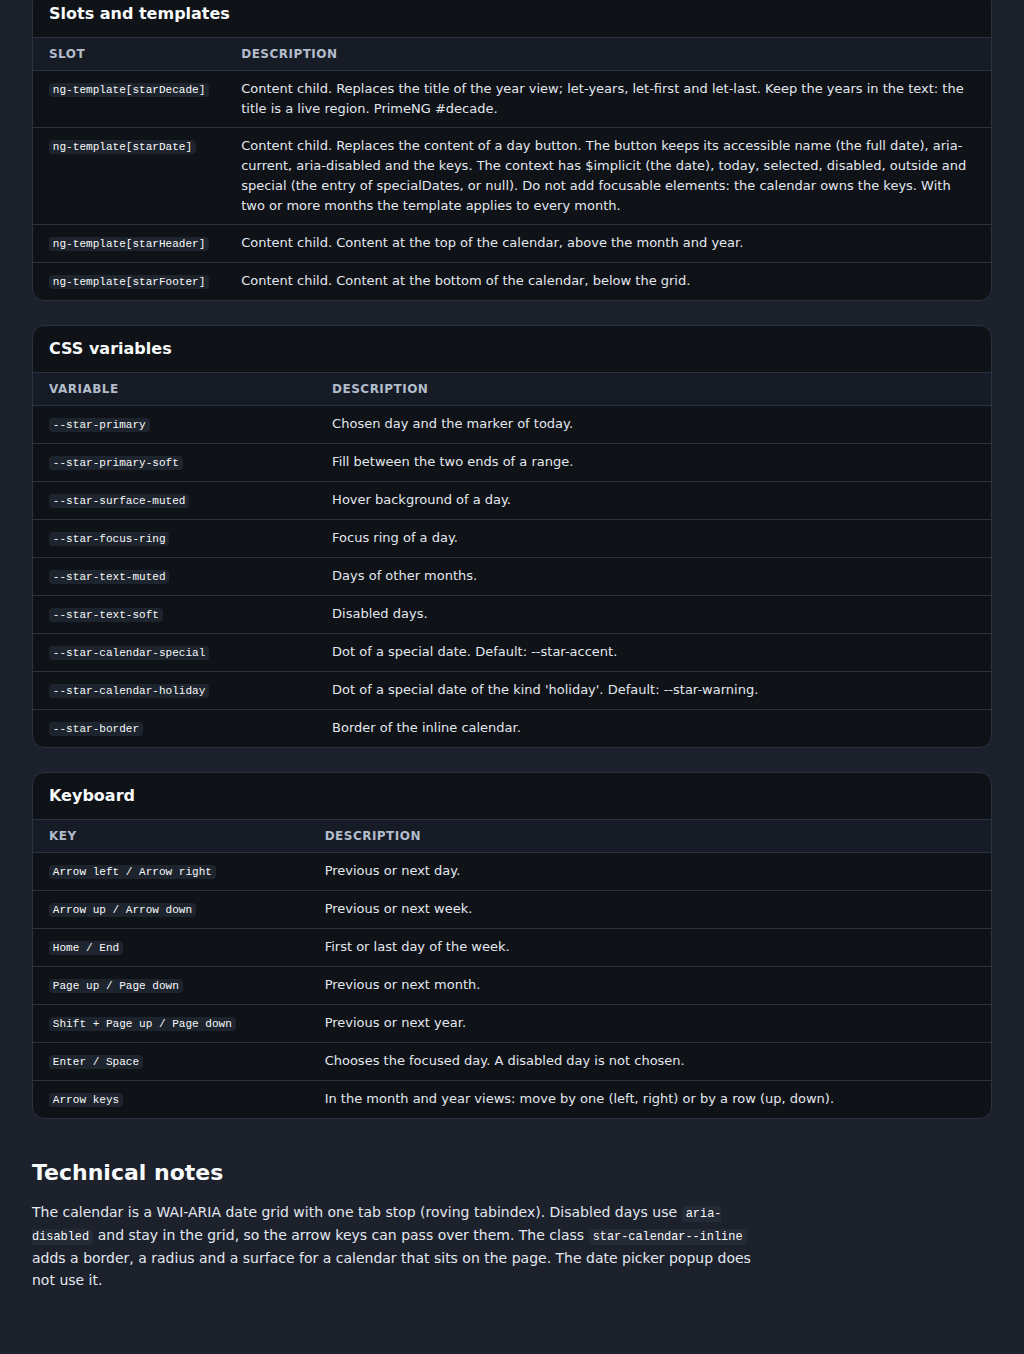 Slots and templates
SLOT DESCRIPTION
ng-template[starDecade] Content child. Replaces the title of the year view; let-years, let-first and let-last. Keep the years in the text: the
title is a live region. PrimeNG #decade.
ng-template[starDate] Content child. Replaces the content of a day button. The button keeps its accessible name (the full date), aria-
current, aria-disabled and the keys. The context has $implicit (the date), today, selected, disabled, outside and
special (the entry of specialDates, or null). Do not add focusable elements: the calendar owns the keys. With
two or more months the template applies to every month.
ng-template[starHeader] Content child. Content at the top of the calendar, above the month and year.
ng-template[starFooter] Content child. Content at the bottom of the calendar, below the grid.
CSS variables
VARIABLE DESCRIPTION
--star-primary Chosen day and the marker of today.
--star-primary-soft Fill between the two ends of a range.
--star-surface-muted Hover background of a day.
--star-focus-ring Focus ring of a day.
--star-text-muted Days of other months.
--star-text-soft Disabled days.
--star-calendar-special Dot of a special date. Default: --star-accent.
--star-calendar-holiday Dot of a special date of the kind 'holiday'. Default: --star-warning.
--star-border Border of the inline calendar.
Keyboard
KEY DESCRIPTION
Arrow left / Arrow right Previous or next day.
Arrow up / Arrow down Previous or next week.
Home / End First or last day of the week.
Page up / Page down Previous or next month.
Shift + Page up / Page down Previous or next year.
Enter / Space Chooses the focused day. A disabled day is not chosen.
Arrow keys In the month and year views: move by one (left, right) or by a row (up, down).
Technical notes
The calendar is a WAI-ARIA date grid with one tab stop (roving tabindex). Disabled days use aria-
disabled and stay in the grid, so the arrow keys can pass over them. The class star-calendar--inline
adds a border, a radius and a surface for a calendar that sits on the page. The date picker popup does
not use it.